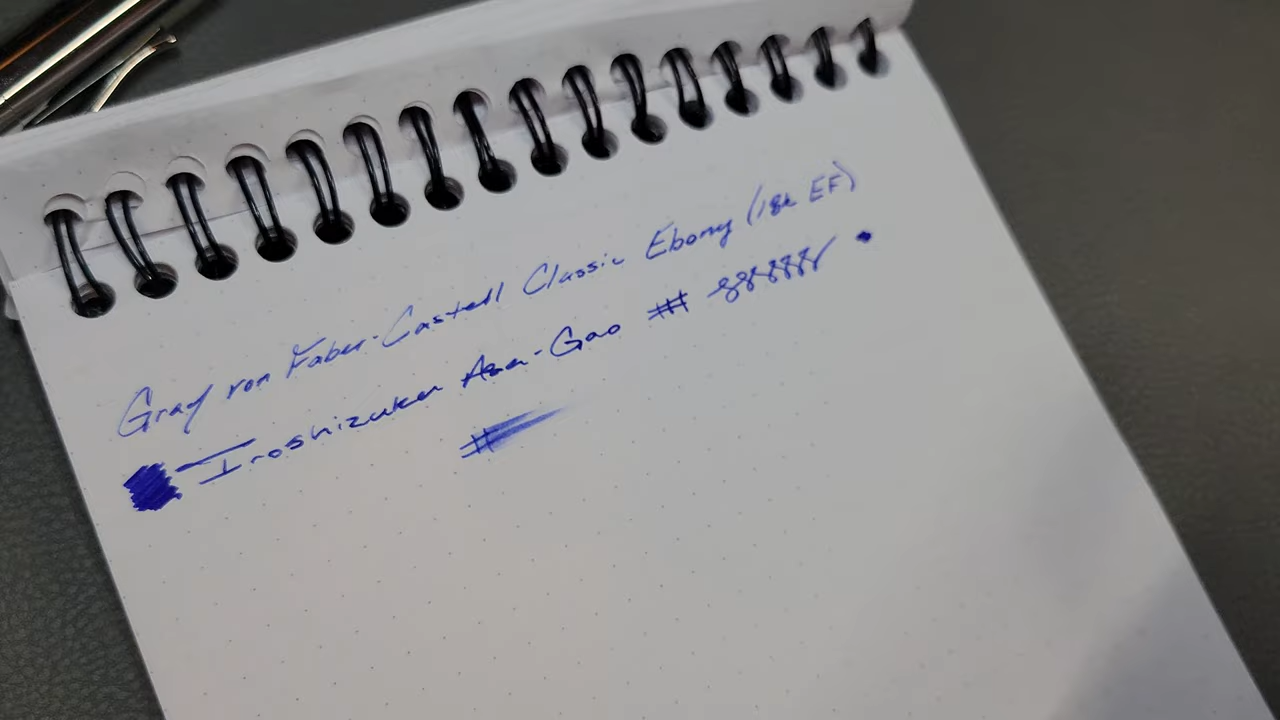 Graf von Faber-Castell Classic Ebony (18k EF)
Iroshizuku Asa-Gao #
#